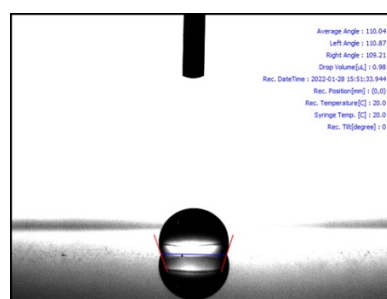 Average Angle : 110.04
Left Angle : 110.87
Right Angle : 109.21
Drop Volume[uL] : 0.98
Rec. DateTime : 2022-01-28 15:51:33.944
Rec. Position[mm] : (0,0)
Rec. Temperature[C] : 20.0
Syringe Temp. [C] : 20.0
Rec. Tilt[degree] : 0